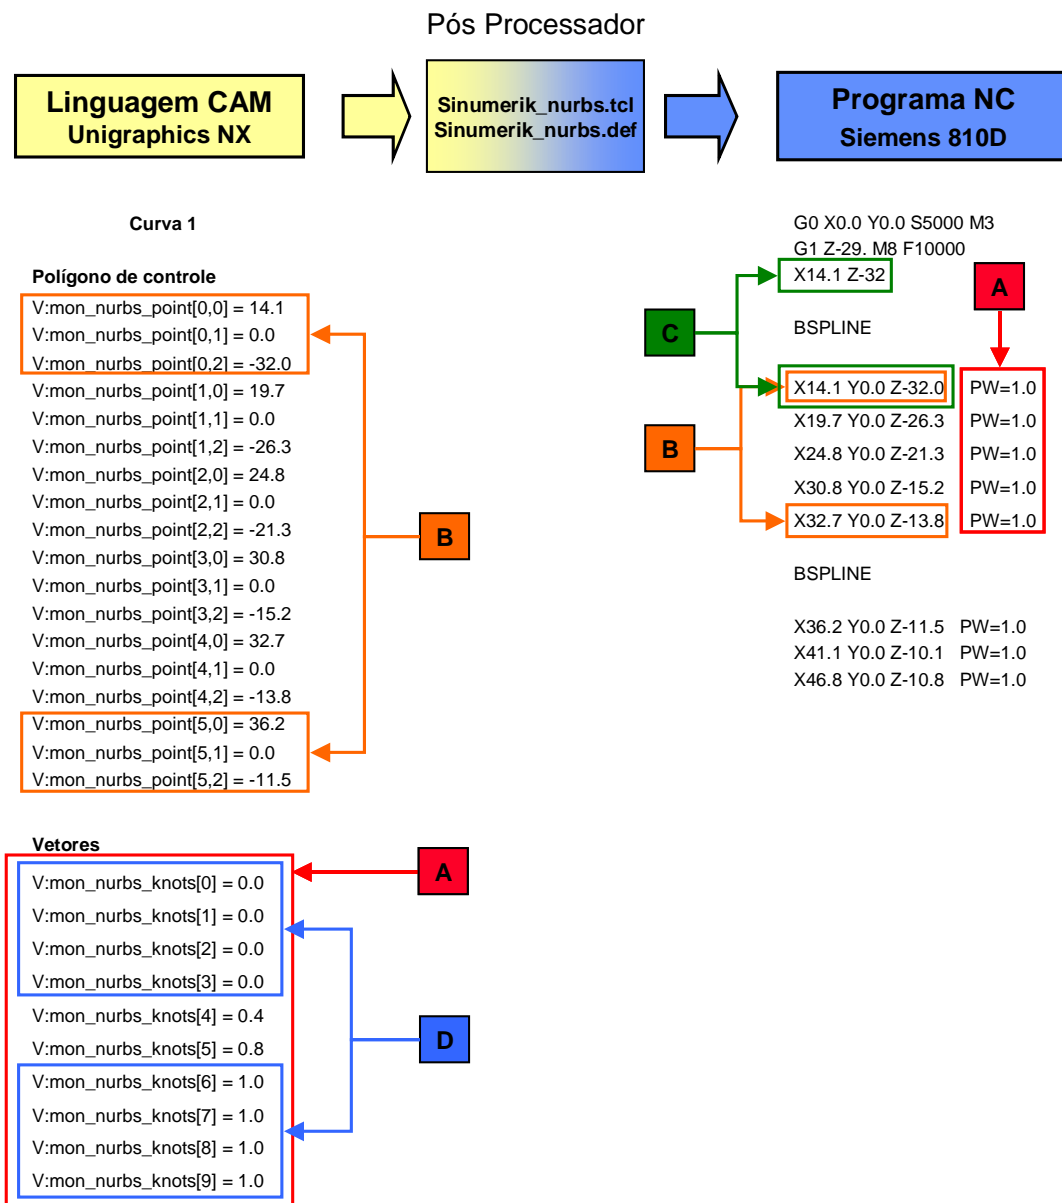 Pós Processador
Linguagem CAM
Unigraphics NX
Sinumerik_nurbs.tcl
Sinumerik_nurbs.def
Programa NC
Siemens 810D
Curva 1
Polígono de controle
V:mon_nurbs_point[0,0] = 14.1
V:mon_nurbs_point[0,1] = 0.0
V:mon_nurbs_point[0,2] = -32.0
V:mon_nurbs_point[1,0] = 19.7
V:mon_nurbs_point[1,1] = 0.0
V:mon_nurbs_point[1,2] = -26.3
V:mon_nurbs_point[2,0] = 24.8
V:mon_nurbs_point[2,1] = 0.0
V:mon_nurbs_point[2,2] = -21.3
V:mon_nurbs_point[3,0] = 30.8
V:mon_nurbs_point[3,1] = 0.0
V:mon_nurbs_point[3,2] = -15.2
V:mon_nurbs_point[4,0] = 32.7
V:mon_nurbs_point[4,1] = 0.0
V:mon_nurbs_point[4,2] = -13.8
V:mon_nurbs_point[5,0] = 36.2
V:mon_nurbs_point[5,1] = 0.0
V:mon_nurbs_point[5,2] = -11.5
B
Vetores
V:mon_nurbs_knots[0] = 0.0
V:mon_nurbs_knots[1] = 0.0
V:mon_nurbs_knots[2] = 0.0
V:mon_nurbs_knots[3] = 0.0
V:mon_nurbs_knots[4] = 0.4
V:mon_nurbs_knots[5] = 0.8
V:mon_nurbs_knots[6] = 1.0
V:mon_nurbs_knots[7] = 1.0
V:mon_nurbs_knots[8] = 1.0
V:mon_nurbs_knots[9] = 1.0
A
D
G0 X0.0 Y0.0 S5000 M3
G1 Z-29. M8 F10000
X14.1 Z-32
A
C
BSPLINE
X14.1 Y0.0 Z-32.0 PW=1.0
X19.7 Y0.0 Z-26.3 PW=1.0
B
X24.8 Y0.0 Z-21.3 PW=1.0
X30.8 Y0.0 Z-15.2 PW=1.0
X32.7 Y0.0 Z-13.8 PW=1.0
BSPLINE
X36.2 Y0.0 Z-11.5 PW=1.0
X41.1 Y0.0 Z-10.1 PW=1.0
X46.8 Y0.0 Z-10.8 PW=1.0